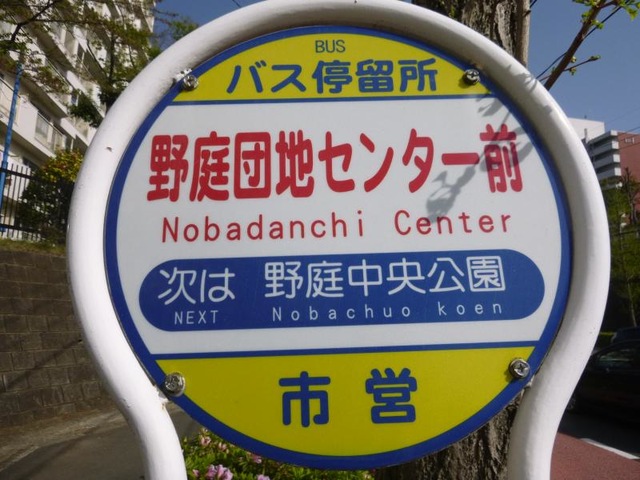 BUS
バス停留所
野庭団地センター前
Nobadanchi Center
次は 野庭中央公園
NEXT Nobachuo koen
市営